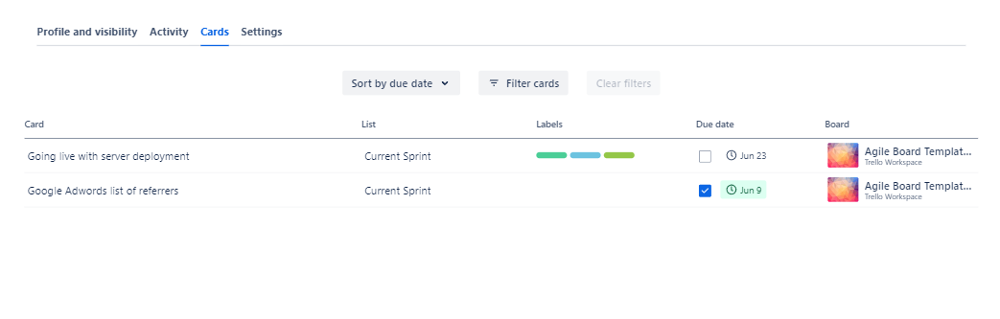 Profile and visibility Activity Cards Settings
Sort by due date Filter cards Clear filters
Card List Labels Due date Board
Going live with server deployment Current Sprint Jun 23 Agile Board Templat...
Trello Workspace
Google Adwords list of referrers Current Sprint Jun 9 Agile Board Templat...
Trello Workspace